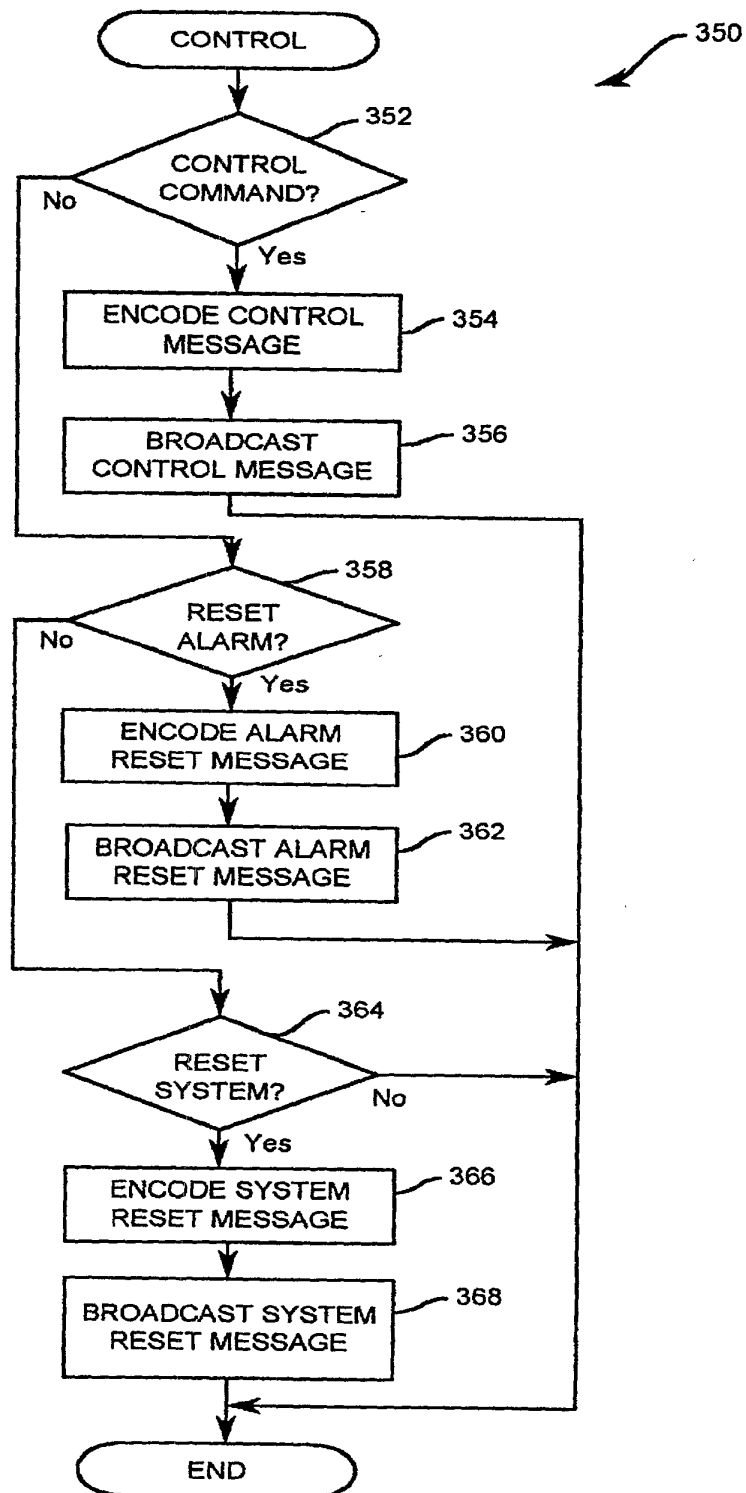 CONTROL
350
352
CONTROL
COMMAND?
No
Yes
ENCODE CONTROL
MESSAGE
354
BROADCAST
CONTROL MESSAGE
356
358
RESET
ALARM?
No
Yes
ENCODE ALARM
RESET MESSAGE
360
BROADCAST ALARM
RESET MESSAGE
362
364
RESET
SYSTEM?
No
Yes
ENCODE SYSTEM
RESET MESSAGE
366
BROADCAST SYSTEM
RESET MESSAGE
368
END